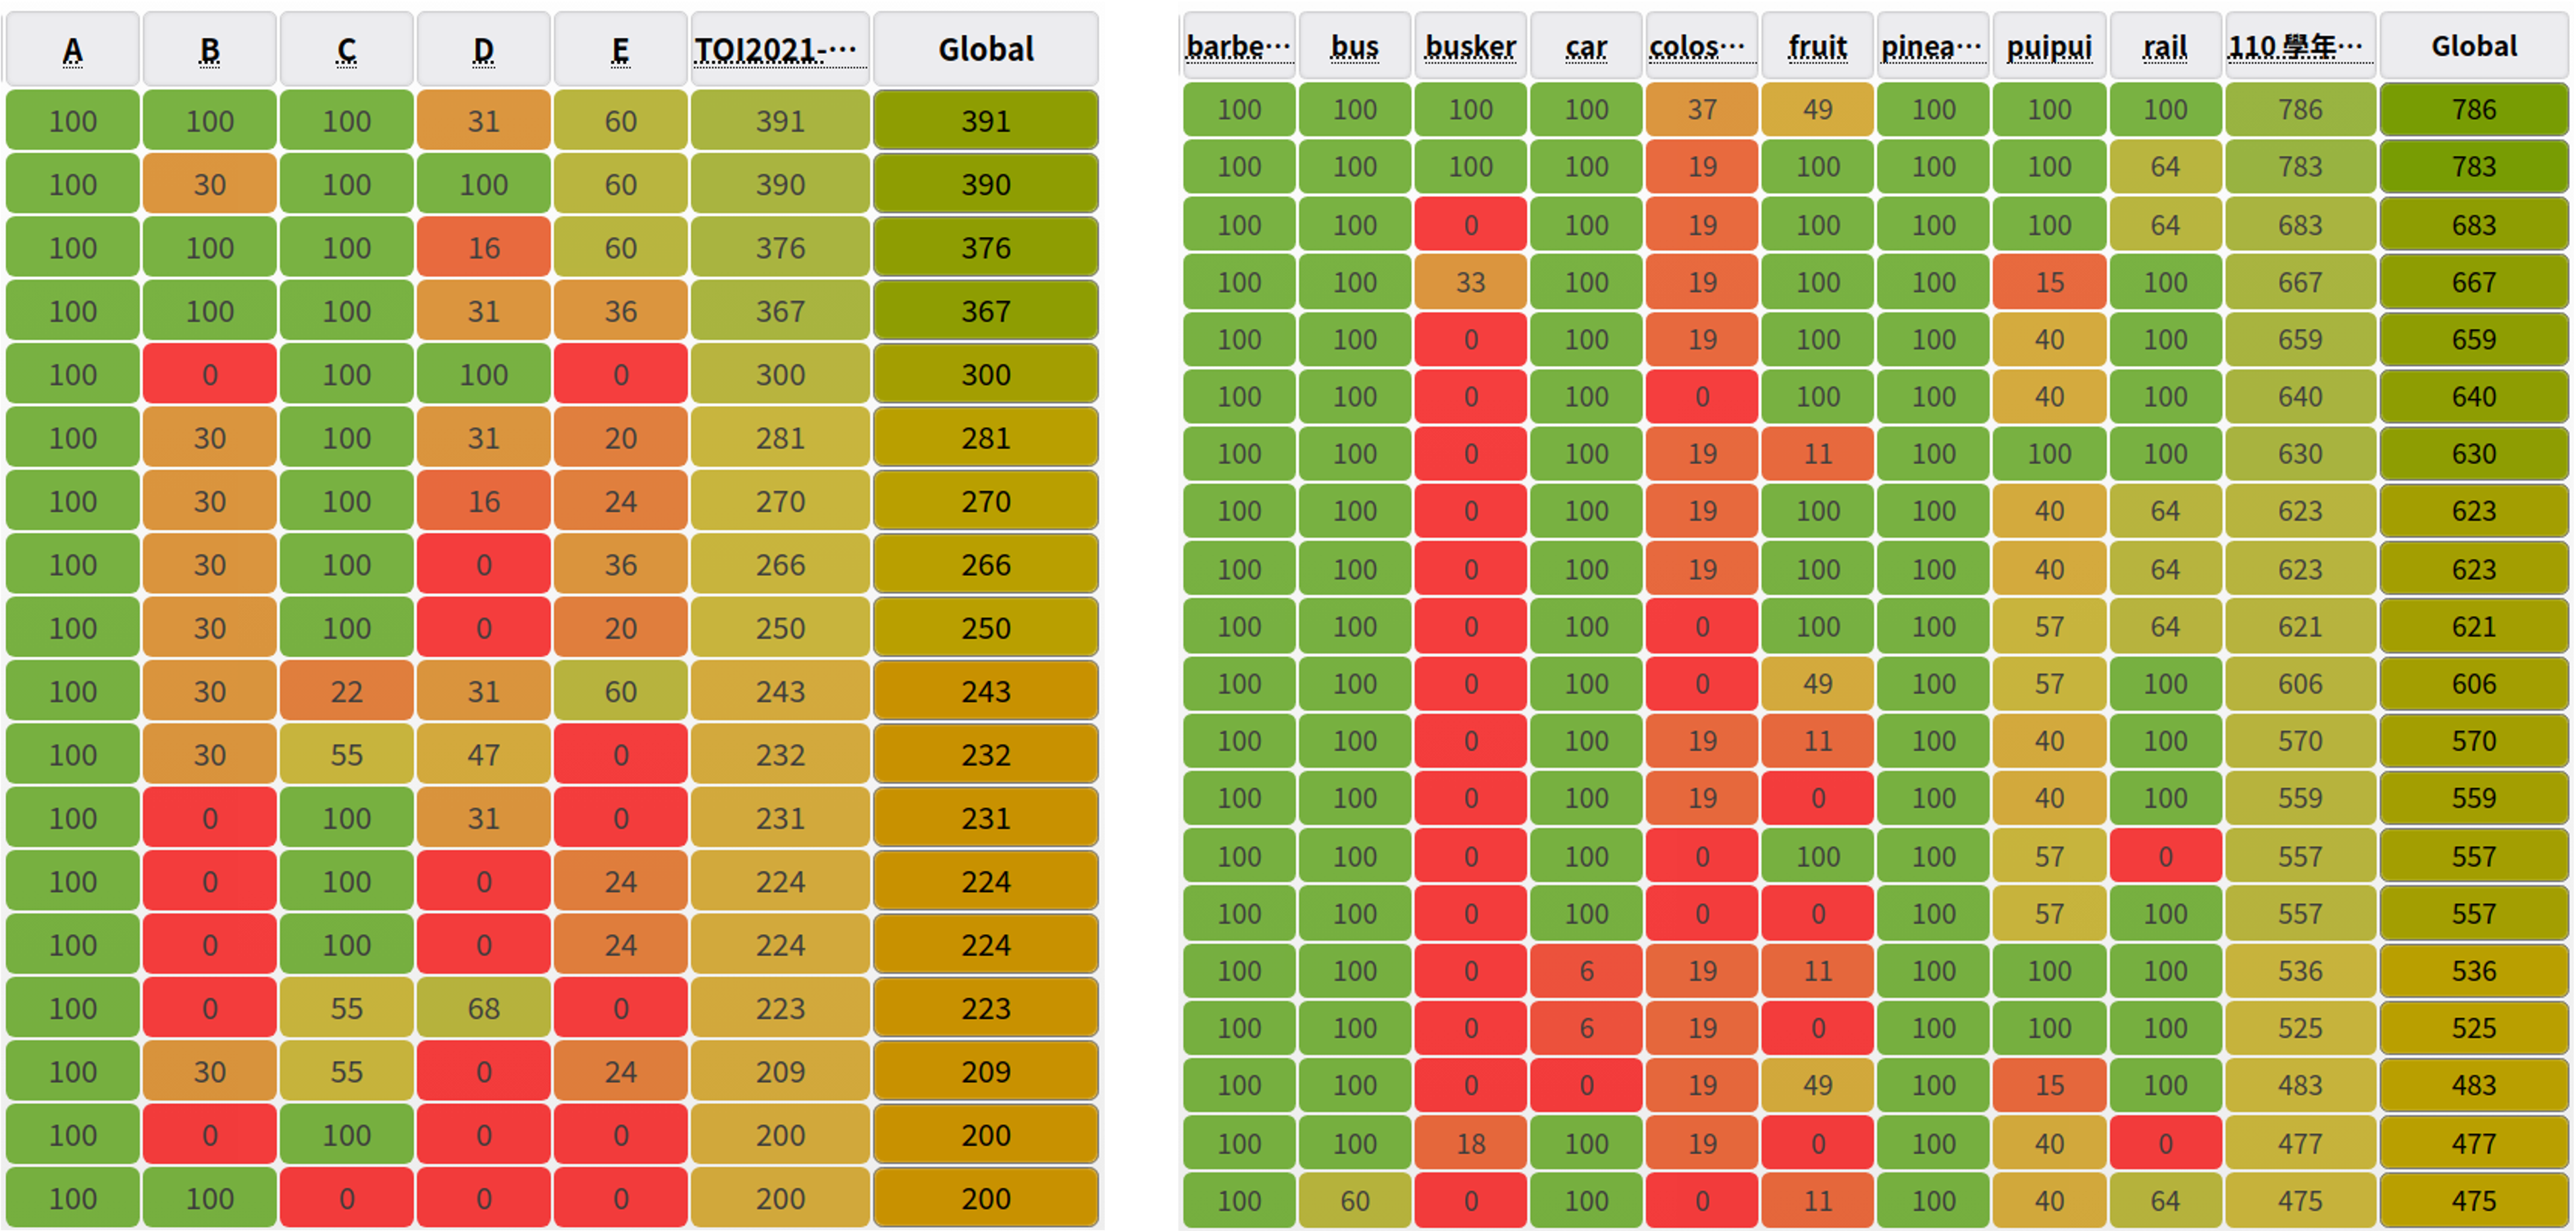 A B C D E TOI2021-… Global
100 100 100 31 60 391 391
100 30 100 100 60 390 390
100 100 100 16 60 376 376
100 100 100 31 36 367 367
100 0 100 100 0 300 300
100 30 100 31 20 281 281
100 30 100 16 24 270 270
100 30 100 0 36 266 266
100 30 100 0 20 250 250
100 30 22 31 60 243 243
100 30 55 47 0 232 232
100 0 100 31 0 231 231
100 0 100 0 24 224 224
100 0 100 0 24 224 224
100 0 55 68 0 223 223
100 30 55 0 24 209 209
100 0 100 0 0 200 200
100 100 0 0 0 200 200
barbe… bus busker car colos… fruit pinea… puipui rail 110 學年… Global
100 100 100 100 37 49 100 100 100 786 786
100 100 100 100 19 100 100 100 64 783 783
100 100 0 100 19 100 100 100 64 683 683
100 100 33 100 19 100 100 15 100 667 667
100 100 0 100 19 100 100 40 100 659 659
100 100 0 100 0 100 100 40 100 640 640
100 100 0 100 19 11 100 100 100 630 630
100 100 0 100 19 100 100 40 64 623 623
100 100 0 100 19 100 100 40 64 623 623
100 100 0 100 0 100 100 57 64 621 621
100 100 0 100 0 49 100 57 100 606 606
100 100 0 100 19 11 100 40 100 570 570
100 100 0 100 19 0 100 40 100 559 559
100 100 0 100 0 100 100 57 0 557 557
100 100 0 100 0 0 100 57 100 557 557
100 100 0 6 19 11 100 100 100 536 536
100 100 0 6 19 0 100 100 100 525 525
100 100 0 0 19 49 100 15 100 483 483
100 100 18 100 19 0 100 40 0 477 477
100 60 0 100 0 11 100 40 64 475 475